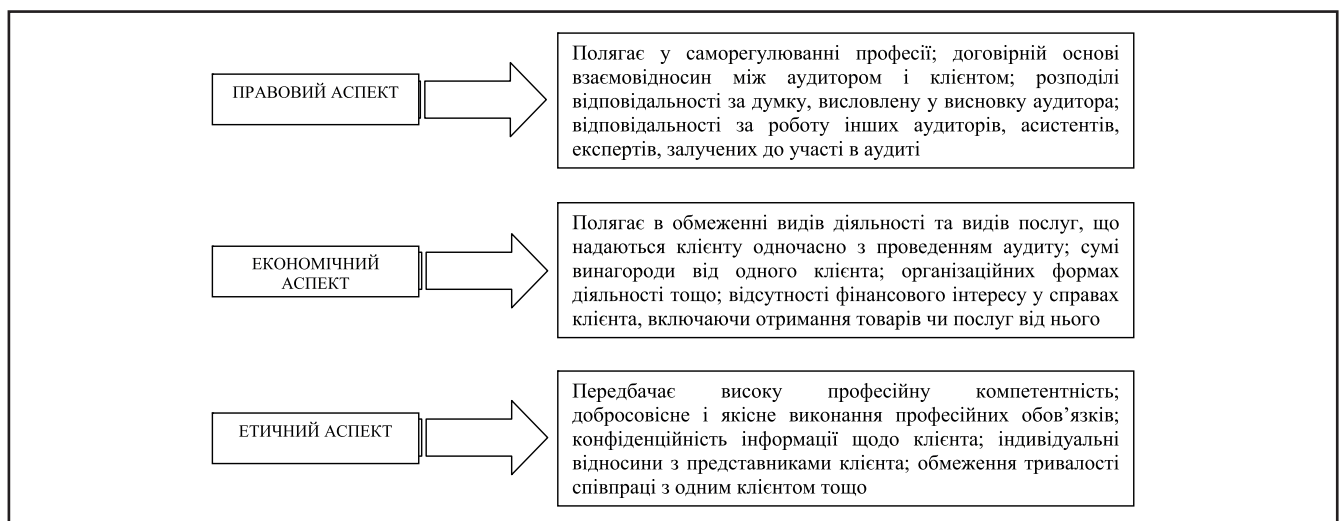 ПРАВОВИЙ АСПЕКТ
Полягає у саморегулюванні професії; договірній основі
взаємовідносин між аудитором і клієнтом; розподілі
відповідальності за думку, висловлену у висновку аудитора;
відповідальності за роботу інших аудиторів, асистентів,
експертів, залучених до участі в аудиті
ЕКОНОМІЧНИЙ
АСПЕКТ
Полягає в обмеженні видів діяльності та видів послуг, що
надаються клієнту одночасно з проведенням аудиту; сумі
винагороди від одного клієнта; організаційних формах
діяльності тощо; відсутності фінансового інтересу у справах
клієнта, включаючи отримання товарів чи послуг від нього
ЕТИЧНИЙ АСПЕКТ
Передбачає високу професійну компетентність;
добросовісне і якісне виконання професійних обов’язків;
конфіденційність інформації щодо клієнта; індивідуальні
відносини з представниками клієнта; обмеження тривалості
співпраці з одним клієнтом тощо